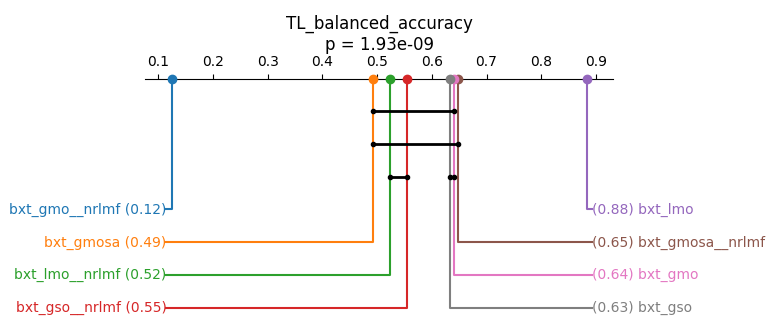 TL_balanced_accuracy
p = 1.93e-09
0.1 0.2 0.3 0.4 0.5 0.6 0.7 0.8 0.9
bxt_gmo__nrlmf (0.12) (0.88) bxt_lmo
bxt_gmosa (0.49) (0.65) bxt_gmosa__nrlmf
bxt_lmo__nrlmf (0.52) (0.64) bxt_gmo
bxt_gso__nrlmf (0.55) (0.63) bxt_gso